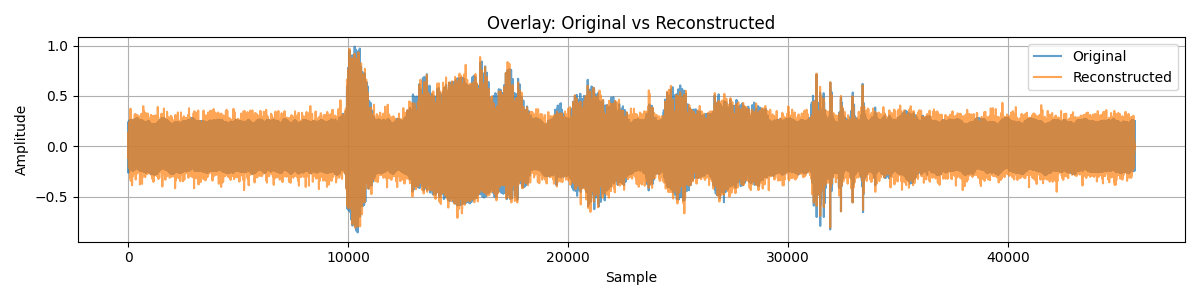 Overlay: Original vs Reconstructed
Original
Reconstructed
Amplitude
1.0
0.5
0.0
−0.5
0
10000
20000
30000
40000
Sample